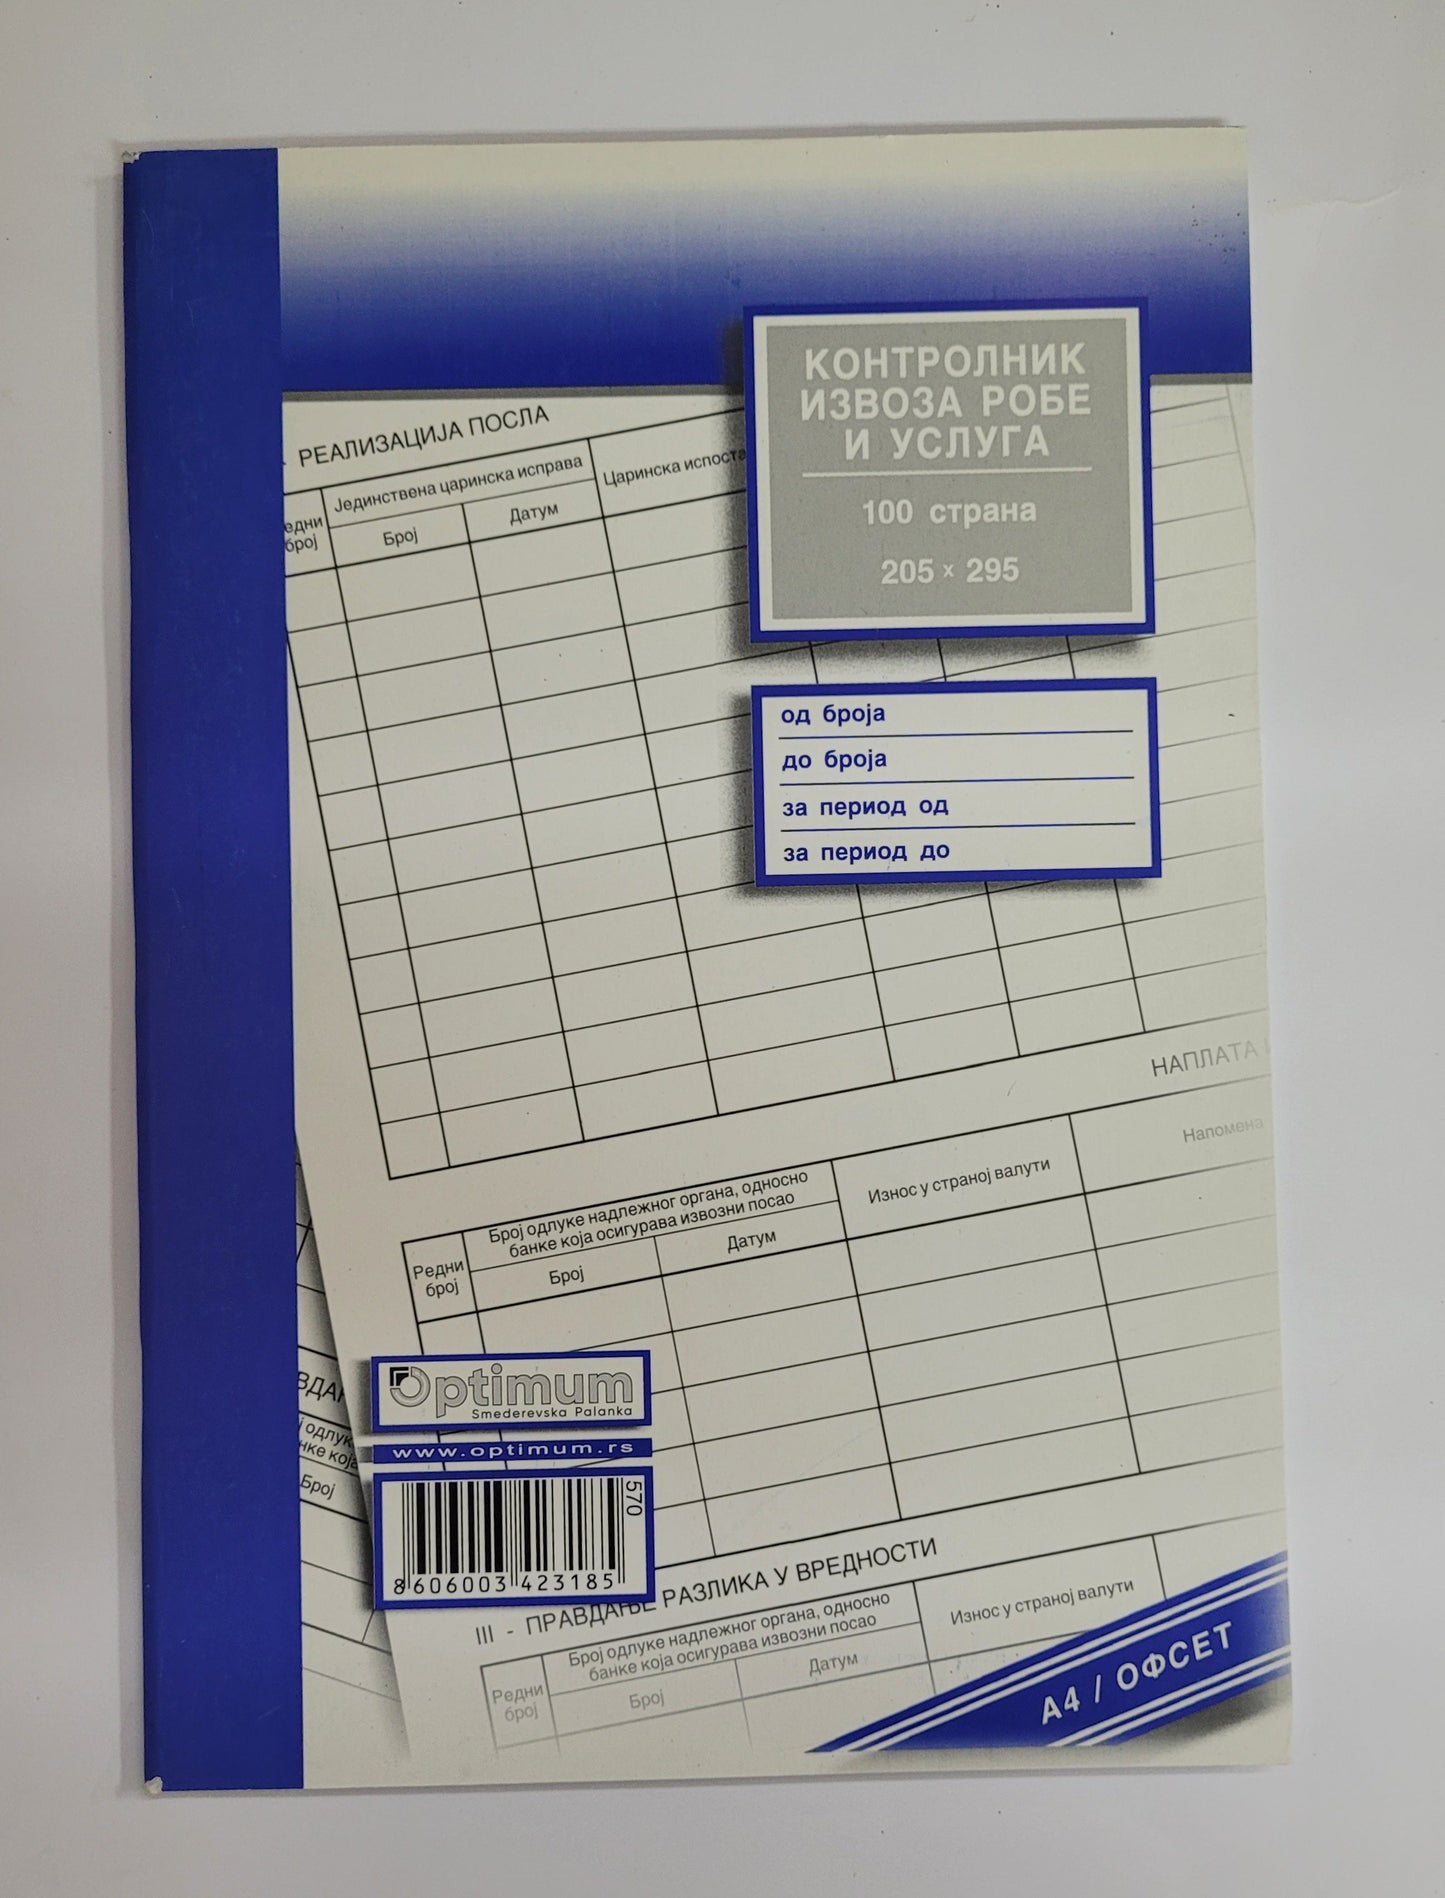 КОНТРОЛНИК
ИЗВОЗА РОБЕ
И УСЛУГА
100 страна
205 x 295
од броја
до броја
за период од
за период до
- РЕАЛИЗАЦИЈА ПОСЛА
број
Јединствена царинска исправа
Број
Датум
Царинска
НАПЛАТА
Редни
број
Број одлуке надлежног органа, односно
банке која осигурава извозни посао
Број
Датум
Износ у страној валути
Напомена
Број
Optimum
Smederevska Palanka
www.optimum.rs
570
8 606003 423185
III - ПРАВДАЊЕ РАЗЛИКА У ВРЕДНОСТИ
Редни
број
Број одлуке надлежног органа, односно
банке која осигурава извозни посао
Број
Датум
Износ у страној валути
А4 / ОФСЕТ